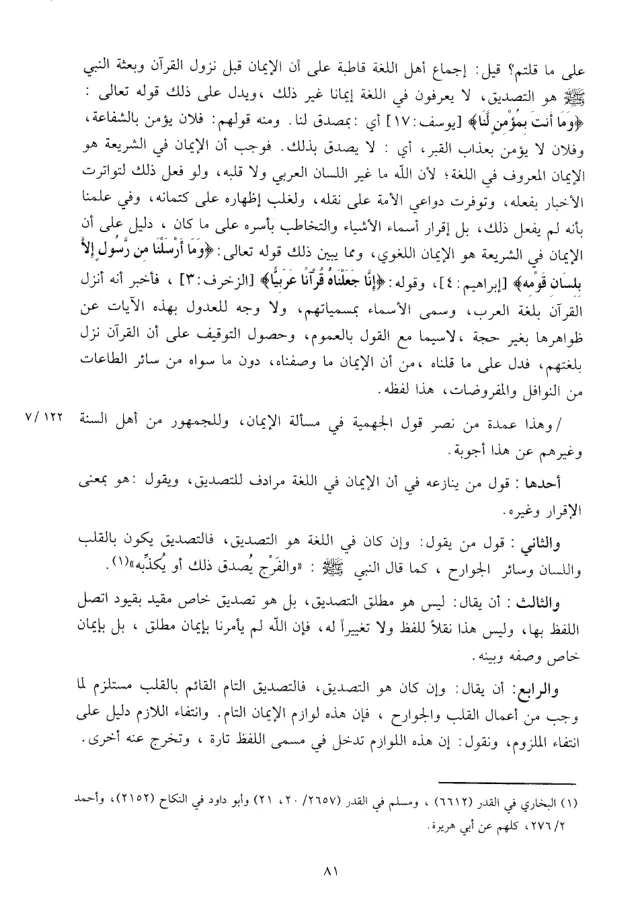 على ما قلتم؟ قيل: إجماع أهل اللغة قاطبة على أن الإيمان قبل نزول القرآن وبعثة النبي
ﷺ هو التصديق، لا يعرفون في اللغة إيمانا غير ذلك ،ويدل على ذلك قوله تعالى :
﴿وَمَا أَنتَ بِمُؤْمِنٍ لَّنَا﴾ [يوسف:١٧] أي :بمصدق لنا. ومنه قولهم: فلان يؤمن بالشفاعة،
وفلان لا يؤمن بعذاب القبر، أي : لا يصدق بذلك. فوجب أن الإيمان في الشريعة هو
الإيمان المعروف في اللغة؛ لأن الله ما غير اللسان العربي ولا قلبه، ولو فعل ذلك لتواترت
الأخبار بفعله، وتوفرت دواعي الأمة على نقله، ولغلب إظهاره على كتمانه، وفي علمنا
بأنه لم يفعل ذلك، بل إقرار أسماء الأشياء والتخاطب بأسره على ما كان ، دليل على أن
الإيمان في الشريعة هو الإيمان اللغوي، ومما يبين ذلك قوله تعالى:﴿وَمَا أَرْسَلْنَا مِن رَّسُولٍ إِلاَّ
بِلِسَانِ قَوْمِهِ﴾ [إبراهيم:٤]، وقوله: ﴿إِنَّا جَعَلْنَاهُ قُرْآنًا عَرَبِيًّا﴾ [الزخرف:٣] ، فأخبر أنه أنزل
القرآن بلغة العرب، وسمى الأسماء بمسمياتهم، ولا وجه للعدول بهذه الآيات عن
ظواهرها بغير حجة ،لاسيما مع القول بالعموم، وحصول التوقيف على أن القرآن نزل
بلغتهم، فدل على ما قلناه ،من أن الإيمان ما وصفناه، دون ما سواه من سائر الطاعات
من النوافل والمفروضات، هذا لفظه.
/وهذا عمدة من نصر قول الجهمية في مسألة الإيمان، وللجمهور من أهل السنة ٧/١٢٢
وغيرهم عن هذا أجوبة.
أحدها : قول من ينازعه في أن الإيمان في اللغة مرادف للتصديق، ويقول :هو بمعنى
الإقرار وغيره.
والثاني : قول من يقول: وإن كان في اللغة هو التصديق، فالتصديق يكون بالقلب
واللسان وسائر الجوارح ، كما قال النبي ﷺ : «والفَرْج يُصدق ذلك أو يُكذِّبه»(١).
والثالث : أن يقال: ليس هو مطلق التصديق، بل هو تصديق خاص مقيد بقيود اتصل
اللفظ بها، وليس هذا نقلاً للفظ ولا تغييراً له، فإن الله لم يأمرنا بإيمان مطلق ، بل بإيمان
خاص وصفه وبينه.
والرابع: أن يقال: وإن كان هو التصديق، فالتصديق التام القائم بالقلب مستلزم لما
وجب من أعمال القلب والجوارح ، فإن هذه لوازم الإيمان التام. وانتفاء اللازم دليل على
انتفاء الملزوم، ونقول: إن هذه اللوازم تدخل في مسمى اللفظ تارة ، وتخرج عنه أخرى.
(١) البخاري في القدر (٦٦١٢) ، ومسلم في القدر (٢٠/٢٦٥٧، ٢١) وأبو داود في النكاح (٢١٥٢)، وأحمد
٢/ ٢٧٦، كلهم عن أبي هريرة.
٨١